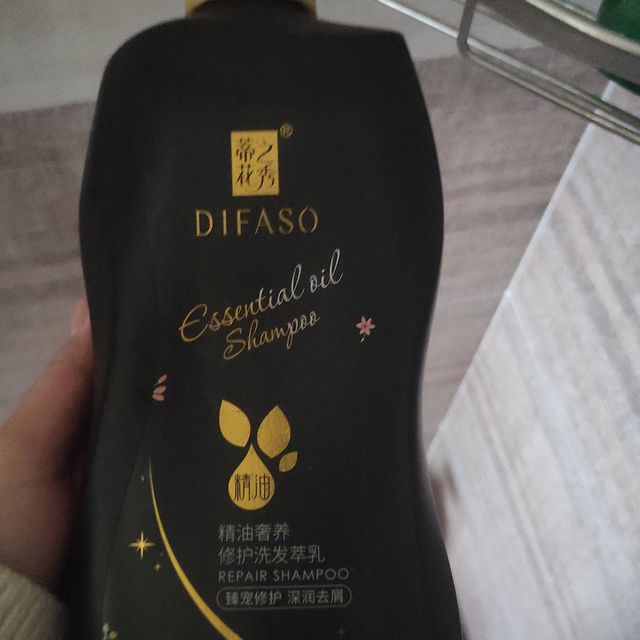 蒂之
花秀®
DIFASO
Essential oil
Shampoo
精油
精油奢养
修护洗发萃乳
REPAIR SHAMPOO
臻宠修护 深润去屑